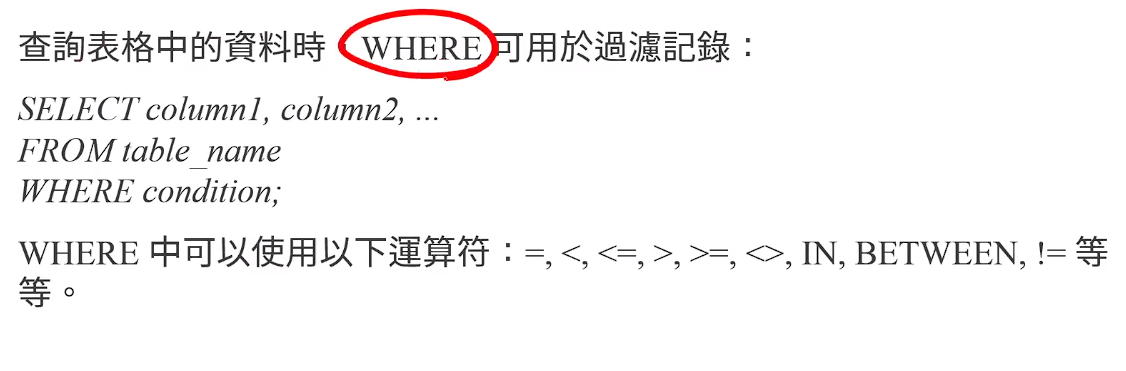 查詢表格中的資料時，WHERE 可用於過濾記錄：
SELECT column1, column2, ...
FROM table_name
WHERE condition;
WHERE 中可以使用以下運算符：=, <, <=, >, >=, <>, IN, BETWEEN, != 等
等。